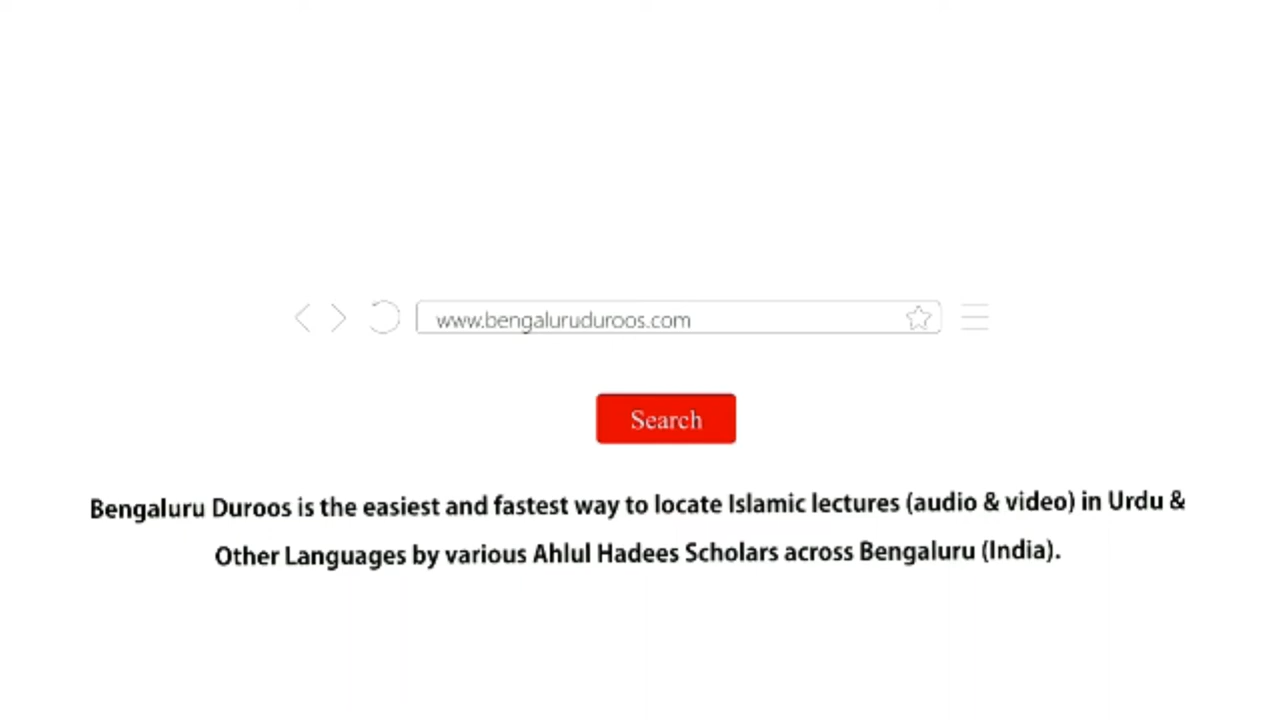 www.bengaluruduroos.com
Search
Bengaluru Duroos is the easiest and fastest way to locate Islamic lectures (audio & video) in Urdu &
Other Languages by various Ahlul Hadees Scholars across Bengaluru (India).